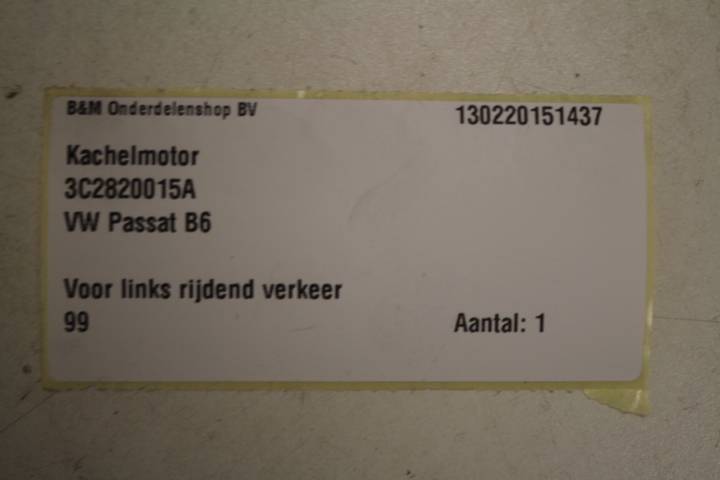 B&M Onderdelenshop BV
130220151437
Kachelmotor
3C2820015A
VW Passat B6
Voor links rijdend verkeer
99
Aantal: 1